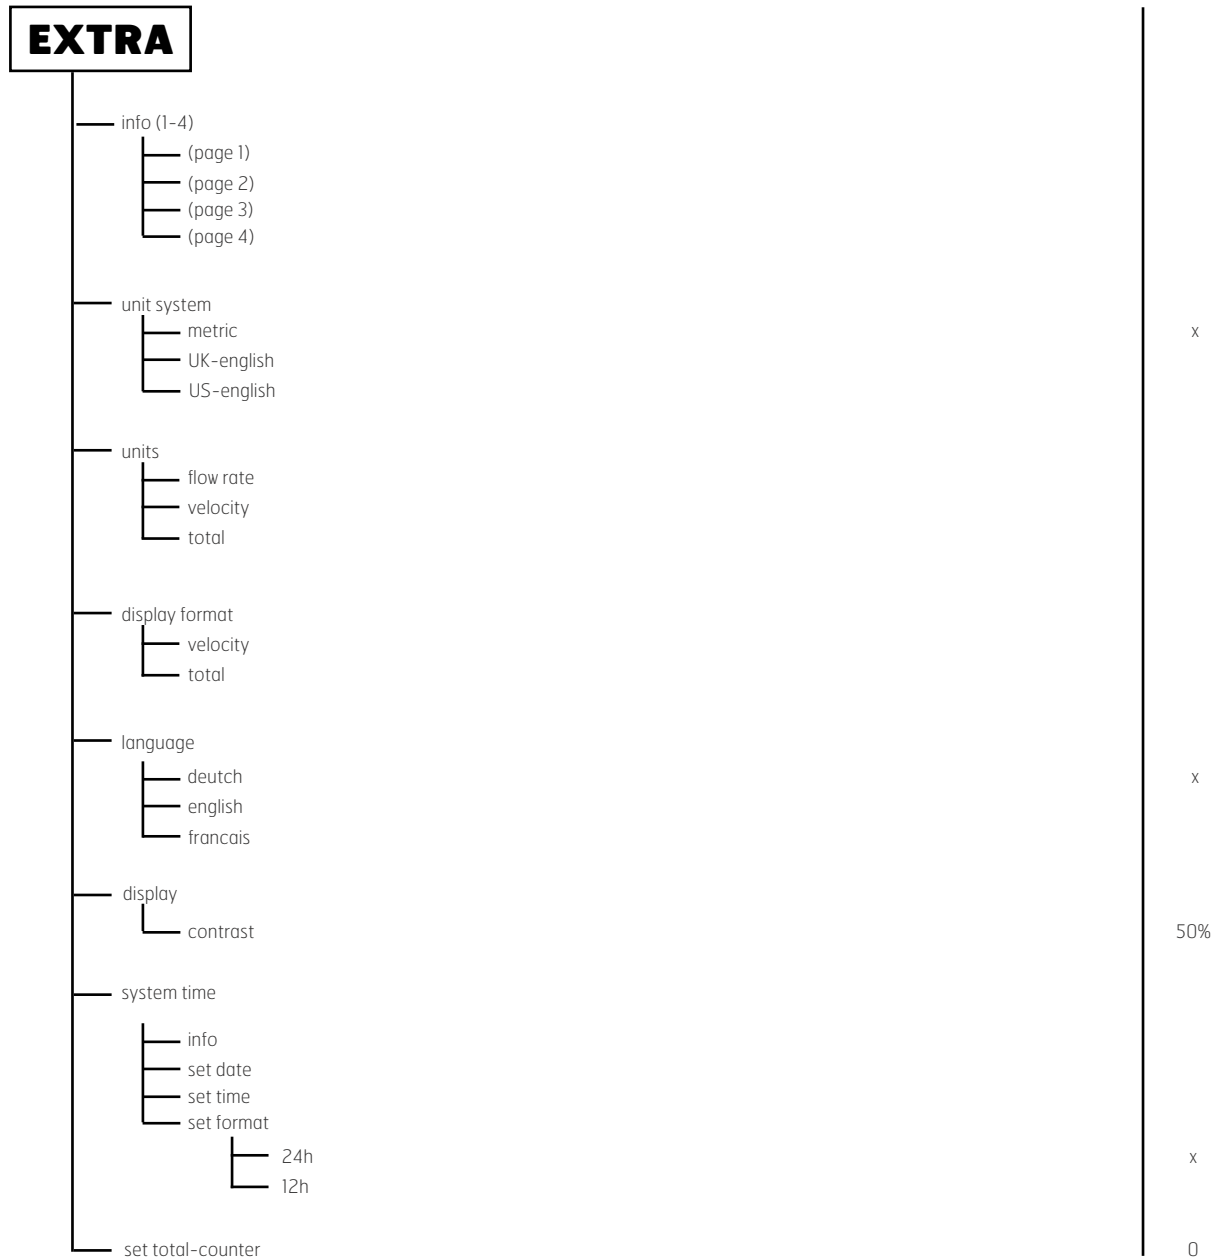 EXTRA
info (1-4)
(page 1)
(page 2)
(page 3)
(page 4)
unit system
metric x
UK-english
US-english
units
flow rate
velocity
total
display format
velocity
total
language
deutch x
english
francais
display
contrast 50%
system time
info
set date
set time
set format
24h x
12h
set total-counter 0